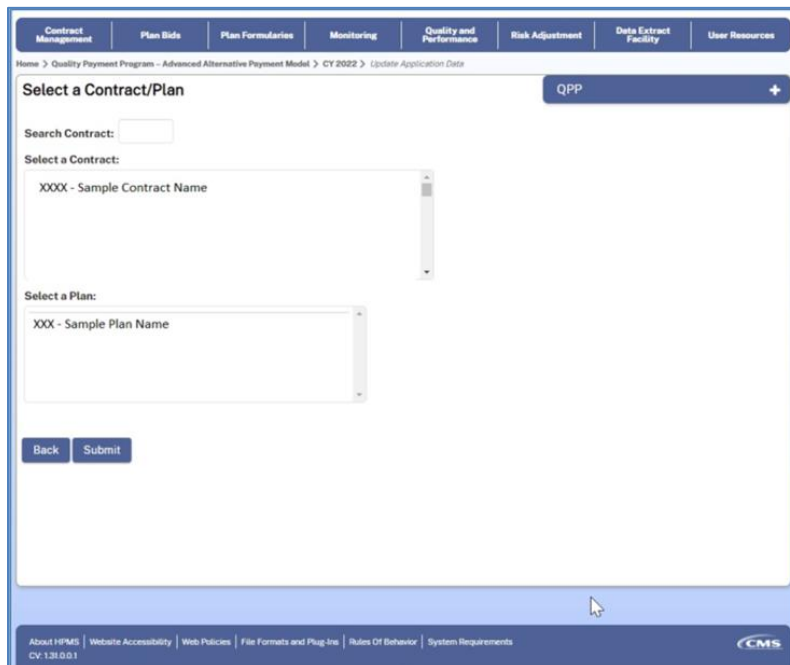 Contract Management Plan Bids Plan Formularies Monitoring Quality and Performance Risk Adjustment Data Extract Facility User Resources
Home > Quality Payment Program – Advanced Alternative Payment Model > CY 2022 > Update Application Data
Select a Contract/Plan
QPP +
Search Contract:
Select a Contract:
XXXX - Sample Contract Name
Select a Plan:
XXX - Sample Plan Name
Back Submit
About HPMS | Website Accessibility | Web Policies | File Formats and Plug-Ins | Rules Of Behavior | System Requirements
CV: 1.31.0.0.1
CMS